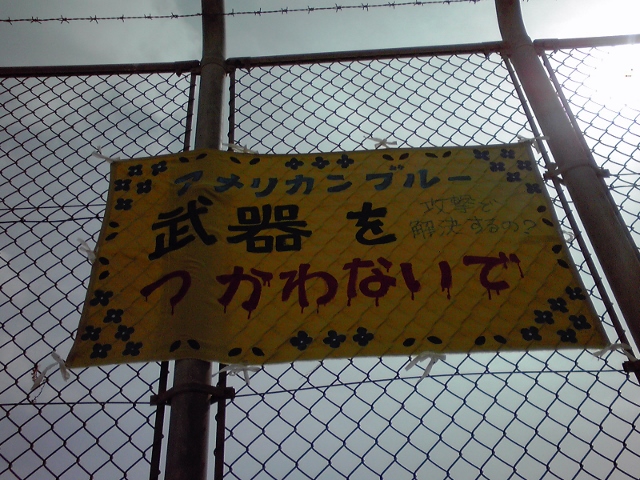 アメリカンブルー
武器を
攻撃で
解決するの?
つかわないで